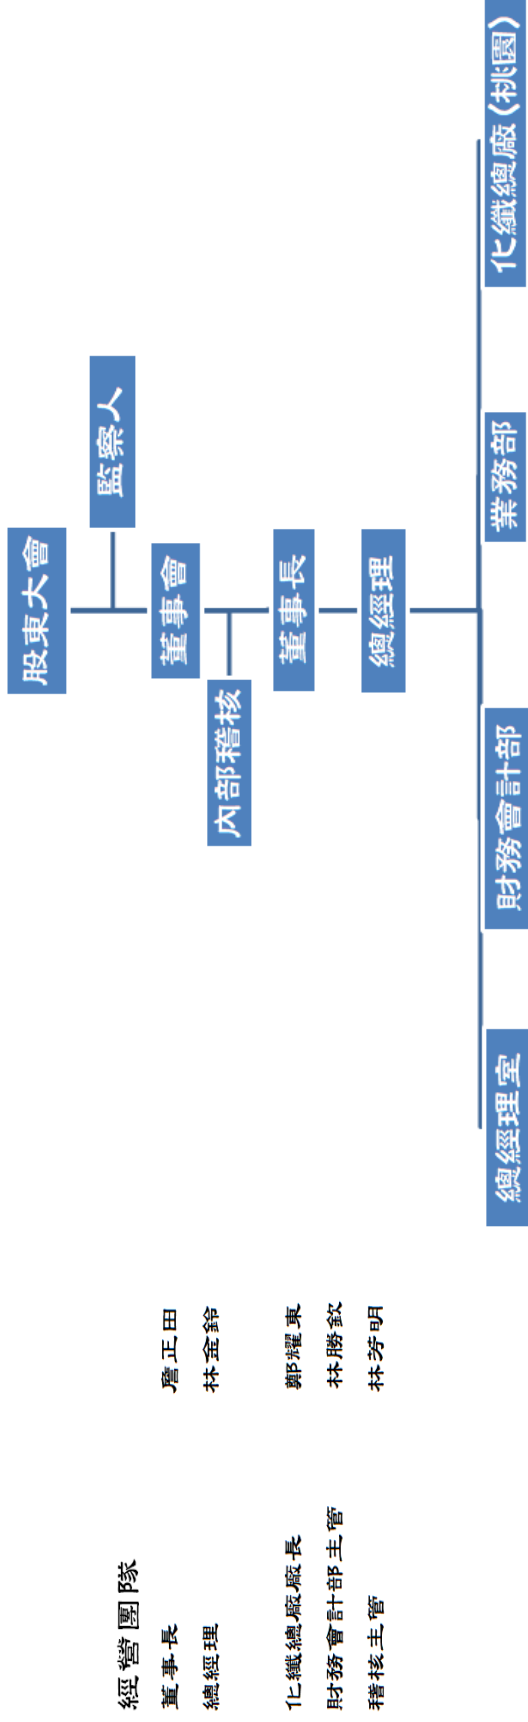 股東大會
監察人
董事會
內部稽核
董事長
總經理
總經理室
財務會計部
業務部
化纖總廠(桃園)
經營團隊
董事長 詹正田
總經理 林金鈴
化纖總廠廠長 鄭耀東
財務會計部主管 林勝欽
稽核主管 林芳明